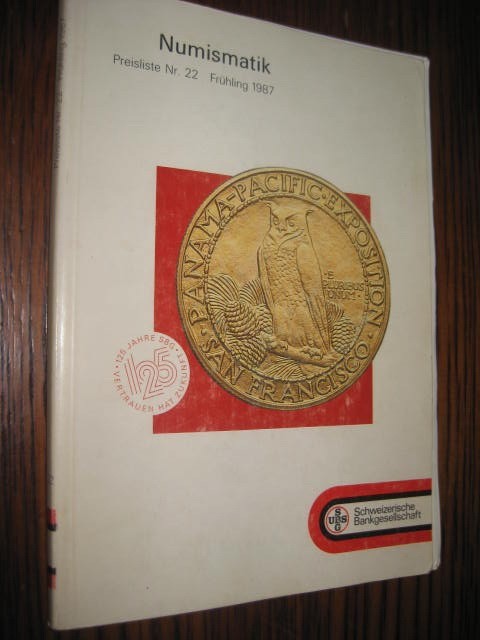 Numismatik
Preisliste Nr. 22 Frühling 1987
PANAMA-PACIFIC·EXPOSITION
·SAN FRANCISCO·
·E·
PLURIBUS
UNUM·
·125 JAHRE SBG·
125
VERTRAUEN HAT ZUKUNFT
S
UBS
G
Schweizerische
Bankgesellschaft